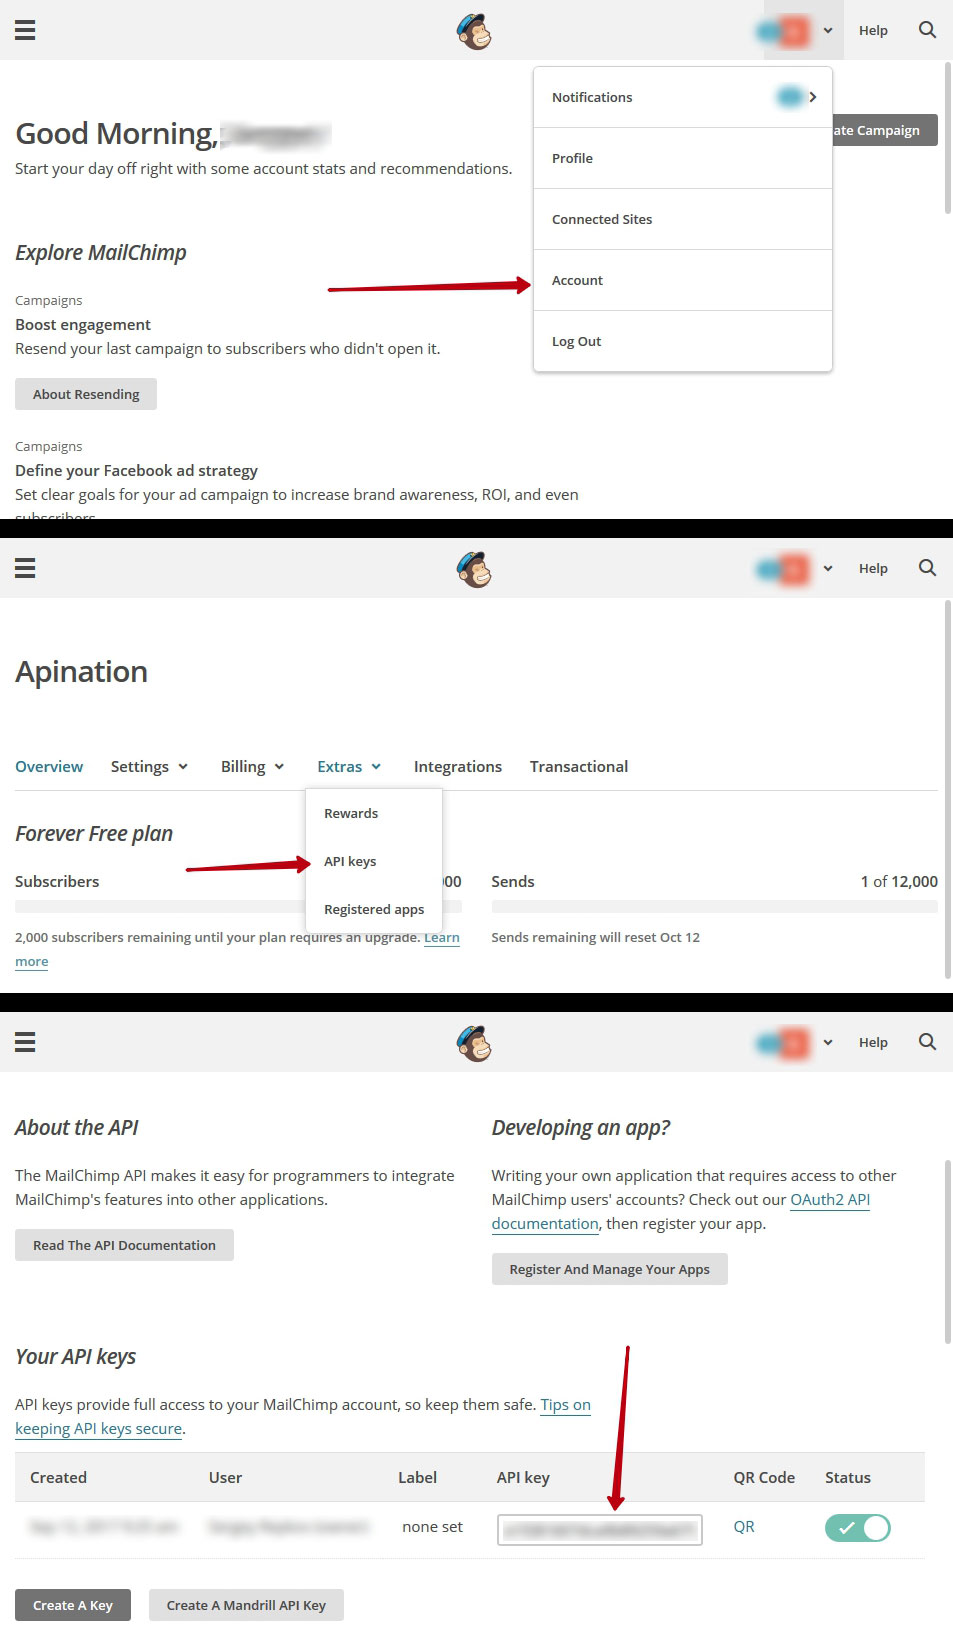 Help
Notifications
Good Morning,
ate Campaign
Profile
Start your day off right with some account stats and recommendations.
Connected Sites
Explore MailChimp
Account
Campaigns
Boost engagement
Log Out
Resend your last campaign to subscribers who didn't open it.
About Resending
Campaigns
Define your Facebook ad strategy
Set clear goals for your ad campaign to increase brand awareness, ROI, and even
subscribers
Help
Apination
Overview Settings Billing Extras Integrations Transactional
Rewards
Forever Free plan
API keys
Subscribers 000 Sends 1 of 12,000
Registered apps
2,000 subscribers remaining until your plan requires an upgrade. Learn
more
Sends remaining will reset Oct 12
Help
About the API
The MailChimp API makes it easy for programmers to integrate
MailChimp's features into other applications.
Read The API Documentation
Developing an app?
Writing your own application that requires access to other
MailChimp users' accounts? Check out our OAuth2 API
documentation, then register your app.
Register And Manage Your Apps
Your API keys
API keys provide full access to your MailChimp account, so keep them safe. Tips on
keeping API keys secure.
Created User Label API key QR Code Status
none set QR
Create A Key Create A Mandrill API Key